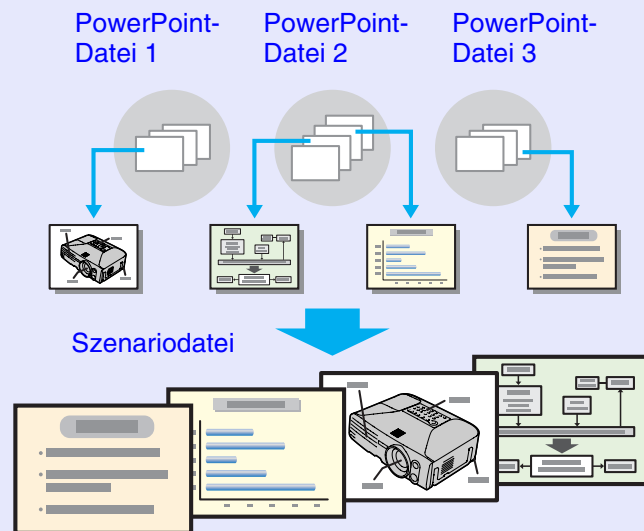 PowerPoint-
Datei 1
PowerPoint-
Datei 2
PowerPoint-
Datei 3
Szenariodatei